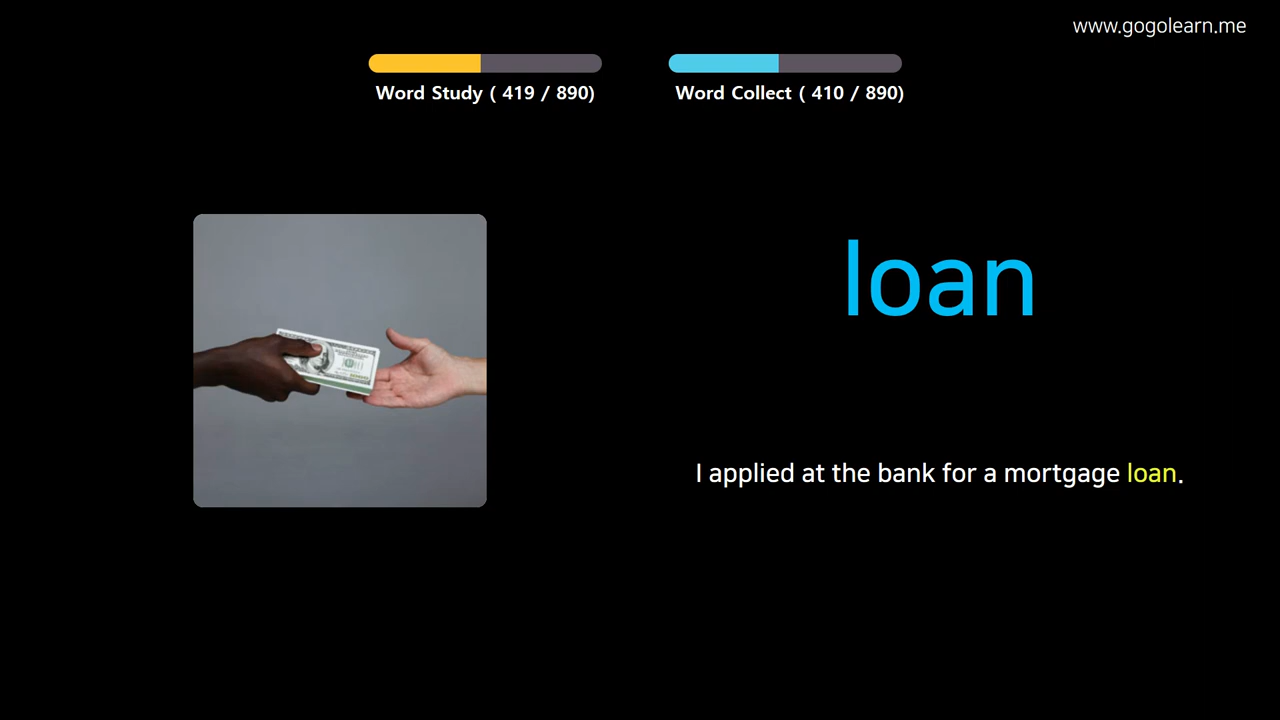 www.gogolearn.me
Word Study ( 419 / 890)
Word Collect ( 410 / 890)
loan
I applied at the bank for a mortgage loan.